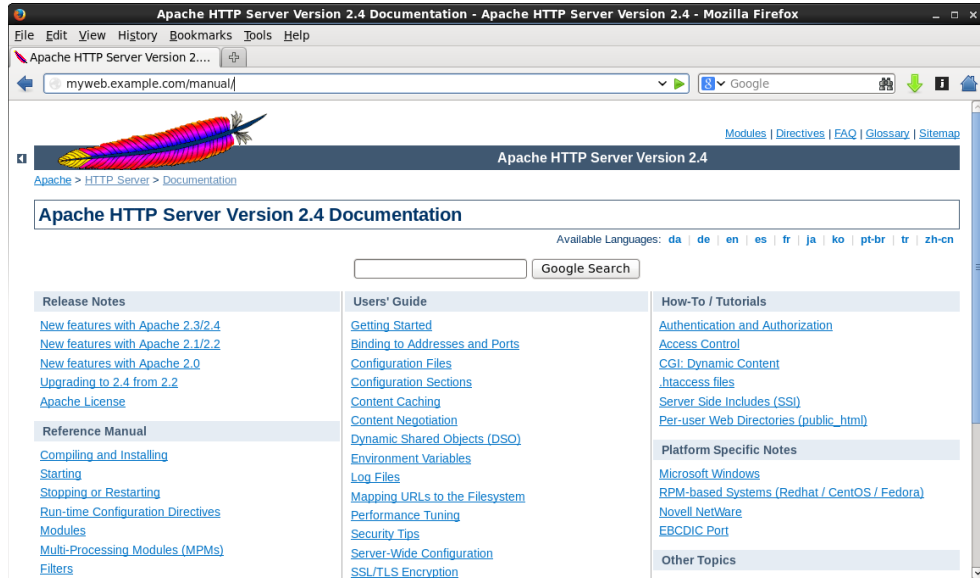 Apache HTTP Server Version 2.4 Documentation - Apache HTTP Server Version 2.4 - Mozilla Firefox
File Edit View History Bookmarks Tools Help
Apache HTTP Server Version 2....
myweb.example.com/manual/
8 Google
i
Modules | Directives | FAQ | Glossary | Sitemap
Apache HTTP Server Version 2.4
Apache > HTTP Server > Documentation
Apache HTTP Server Version 2.4 Documentation
Available Languages: da | de | en | es | fr | ja | ko | pt-br | tr | zh-cn
Google Search
Release Notes
New features with Apache 2.3/2.4
New features with Apache 2.1/2.2
New features with Apache 2.0
Upgrading to 2.4 from 2.2
Apache License
Reference Manual
Compiling and Installing
Starting
Stopping or Restarting
Run-time Configuration Directives
Modules
Multi-Processing Modules (MPMs)
Filters
Users' Guide
Getting Started
Binding to Addresses and Ports
Configuration Files
Configuration Sections
Content Caching
Content Negotiation
Dynamic Shared Objects (DSO)
Environment Variables
Log Files
Mapping URLs to the Filesystem
Performance Tuning
Security Tips
Server-Wide Configuration
SSL/TLS Encryption
How-To / Tutorials
Authentication and Authorization
Access Control
CGI: Dynamic Content
.htaccess files
Server Side Includes (SSI)
Per-user Web Directories (public_html)
Platform Specific Notes
Microsoft Windows
RPM-based Systems (Redhat / CentOS / Fedora)
Novell NetWare
EBCDIC Port
Other Topics